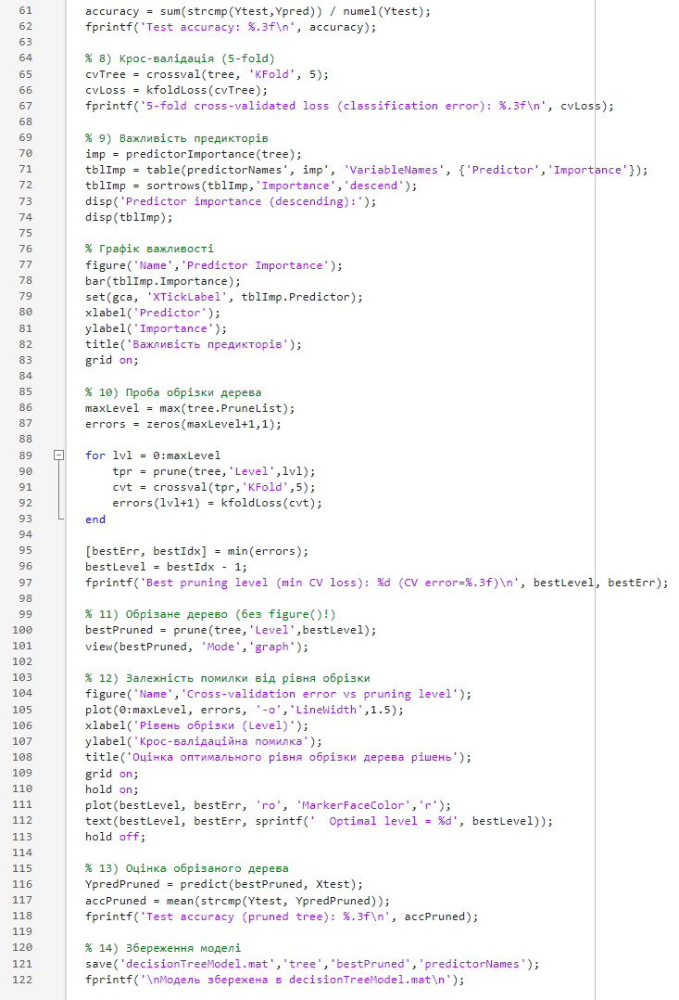 61 accuracy = sum(strcmp(Ytest,Ypred)) / numel(Ytest);
62 fprintf('Test accuracy: %.3f\n', accuracy);
63
64 % 8) Крос-валідація (5-fold)
65 cvTree = crossval(tree, 'KFold', 5);
66 cvLoss = kfoldLoss(cvTree);
67 fprintf('5-fold cross-validated loss (classification error): %.3f\n', cvLoss);
68
69 % 9) Важливість предикторів
70 imp = predictorImportance(tree);
71 tblImp = table(predictorNames', imp', 'VariableNames', {'Predictor','Importance'});
72 tblImp = sortrows(tblImp,'Importance','descend');
73 disp('Predictor importance (descending):');
74 disp(tblImp);
75
76 % Графік важливості
77 figure('Name','Predictor Importance');
78 bar(tblImp.Importance);
79 set(gca, 'XTickLabel', tblImp.Predictor);
80 xlabel('Predictor');
81 ylabel('Importance');
82 title('Важливість предикторів');
83 grid on;
84
85 % 10) Проба обрізки дерева
86 maxLevel = max(tree.PruneList);
87 errors = zeros(maxLevel+1,1);
88
89 for lvl = 0:maxLevel
90     tpr = prune(tree,'Level',lvl);
91     cvt = crossval(tpr,'KFold',5);
92     errors(lvl+1) = kfoldLoss(cvt);
93 end
94
95 [bestErr, bestIdx] = min(errors);
96 bestLevel = bestIdx - 1;
97 fprintf('Best pruning level (min CV loss): %d (CV error=%.3f)\n', bestLevel, bestErr);
98
99 % 11) Обрізане дерево (без figure()!)
100 bestPruned = prune(tree,'Level',bestLevel);
101 view(bestPruned, 'Mode','graph');
102
103 % 12) Залежність помилки від рівня обрізки
104 figure('Name','Cross-validation error vs pruning level');
105 plot(0:maxLevel, errors, '-o','LineWidth',1.5);
106 xlabel('Рівень обрізки (Level)');
107 ylabel('Крос-валідаційна помилка');
108 title('Оцінка оптимального рівня обрізки дерева рішень');
109 grid on;
110 hold on;
111 plot(bestLevel, bestErr, 'ro', 'MarkerFaceColor','r');
112 text(bestLevel, bestErr, sprintf('  Optimal level = %d', bestLevel));
113 hold off;
114
115 % 13) Оцінка обрізаного дерева
116 YpredPruned = predict(bestPruned, Xtest);
117 accPruned = mean(strcmp(Ytest, YpredPruned));
118 fprintf('Test accuracy (pruned tree): %.3f\n', accPruned);
119
120 % 14) Збереження моделі
121 save('decisionTreeModel.mat','tree','bestPruned','predictorNames');
122 fprintf('\nМодель збережена в decisionTreeModel.mat\n');